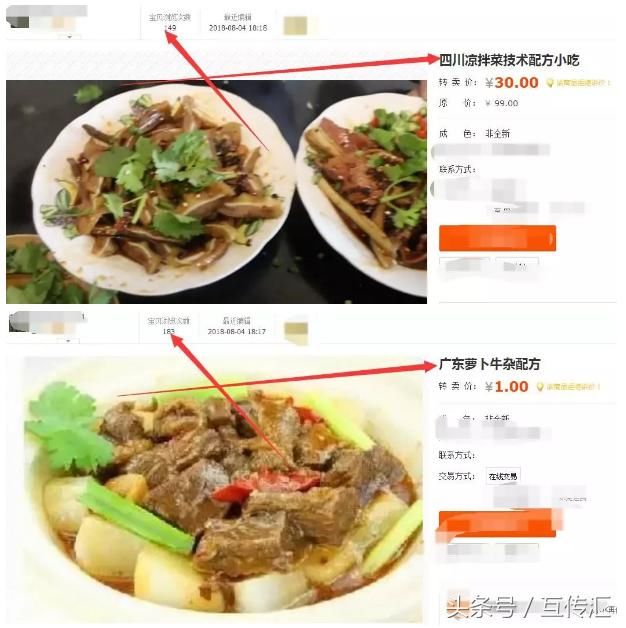 宝贝浏览次数
149
最近编辑
2018-08-04 18:18
四川凉拌菜技术配方小吃
转 卖 价: ¥30.00
原 价: ¥ 99.00
成 色: 非全新
联系方式:
宝贝浏览次数
183
最近编辑
2018-08-04 18:17
广东萝卜牛杂配方
转 卖 价: ¥1.00
非全新
联系方式:
交易方式: 在线交易
头条号 / 互传汇